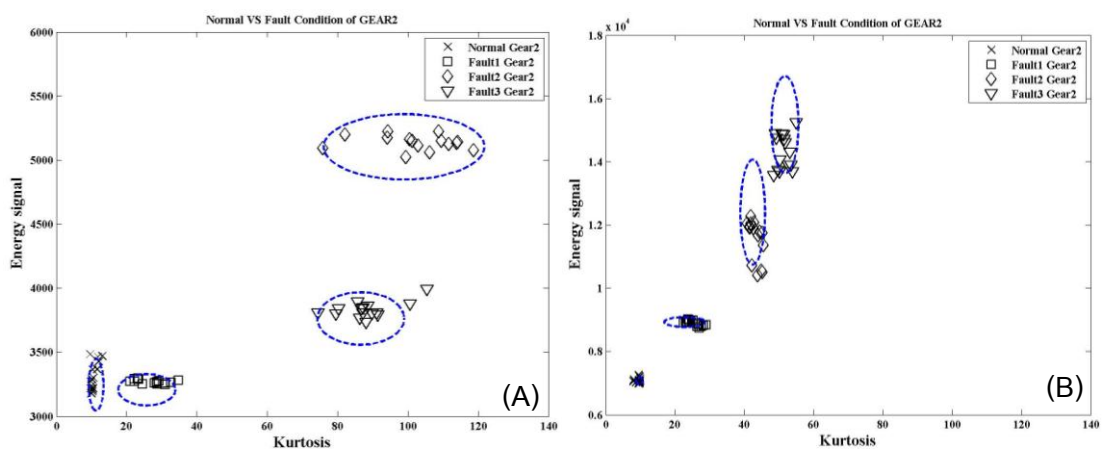 Normal VS Fault Condition of GEAR2
6000
5500
5000
4500
4000
3500
3000
Energy signal
Normal Gear2
Fault1 Gear2
Fault2 Gear2
Fault3 Gear2
(A)
0 20 40 60 80 100 120 140
Kurtosis
Normal VS Fault Condition of GEAR2
x 10⁴
1.8
1.6
1.4
1.2
1
0.8
0.6
Energy signal
Normal Gear2
Fault1 Gear2
Fault2 Gear2
Fault3 Gear2
(B)
0 20 40 60 80 100 120 140
Kurtosis